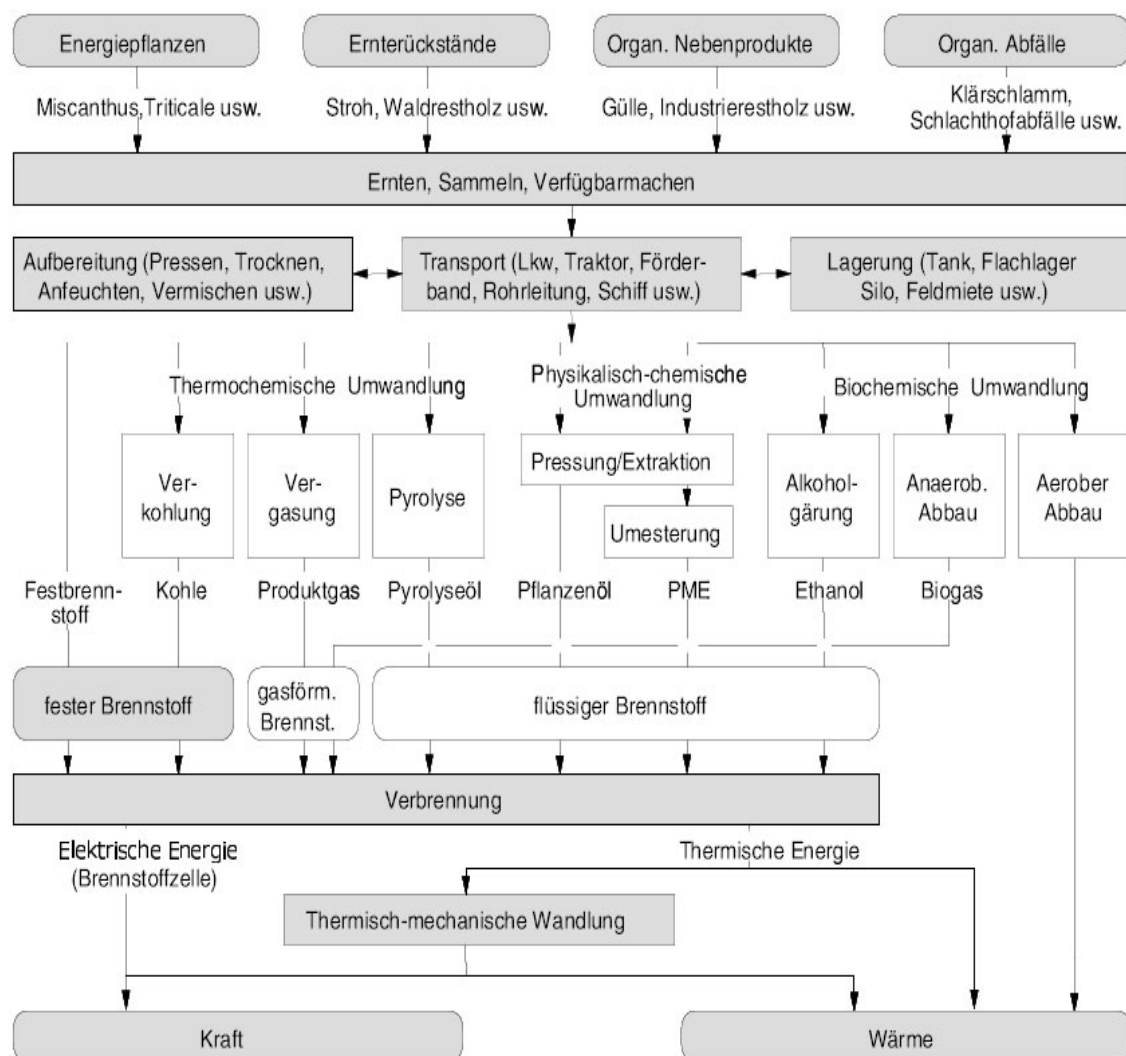 Energiepflanzen
Ernterückstände
Organ. Nebenprodukte
Organ. Abfälle
Miscanthus,Triticale usw.
Stroh, Waldrestholz usw.
Gülle, Industrierestholz usw.
Klärschlamm,
Schlachthofabfälle usw.
Ernten, Sammeln, Verfügbarmachen
Aufbereitung (Pressen, Trocknen,
Anfeuchten, Vermischen usw.)
Transport (Lkw, Traktor, Förder-
band, Rohrleitung, Schiff usw.)
Lagerung (Tank, Flachlager
Silo, Feldmiete usw.)
Thermochemische Umwandlung
Physikalisch-chemische
Umwandlung
Biochemische Umwandlung
Ver-
kohlung
Ver-
gasung
Pyrolyse
Pressung/Extraktion
Umesterung
Alkohol-
gärung
Anaerob.
Abbau
Aerober
Abbau
Festbrenn-
stoff
Kohle
Produktgas
Pyrolyseöl
Pflanzenöl
PME
Ethanol
Biogas
fester Brennstoff
gasförm.
Brennst.
flüssiger Brennstoff
Verbrennung
Elektrische Energie
(Brennstoffzelle)
Thermische Energie
Thermisch-mechanische Wandlung
Kraft
Wärme